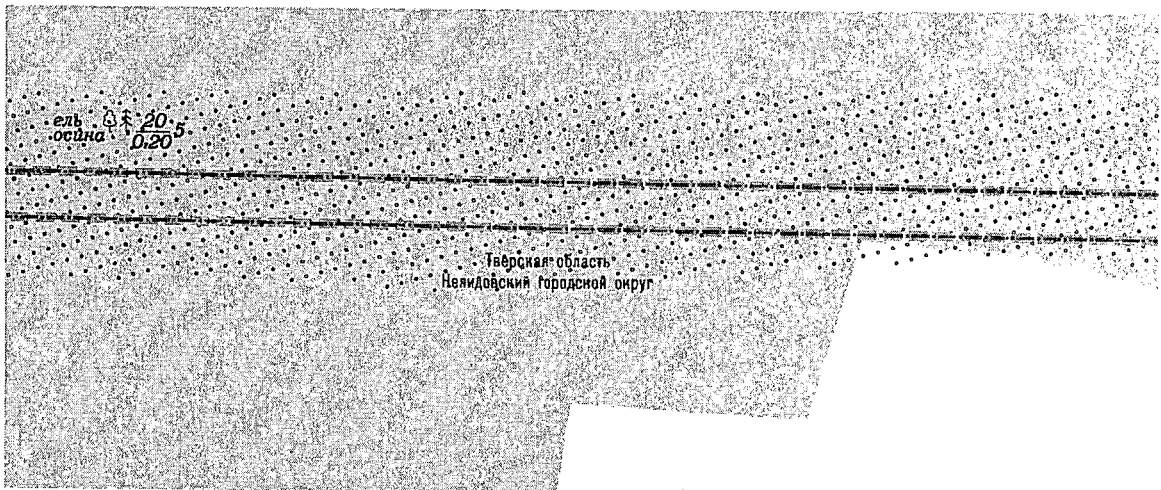 ель
осина
20
0.20
5
Тверская область
Нелидовский городской округ